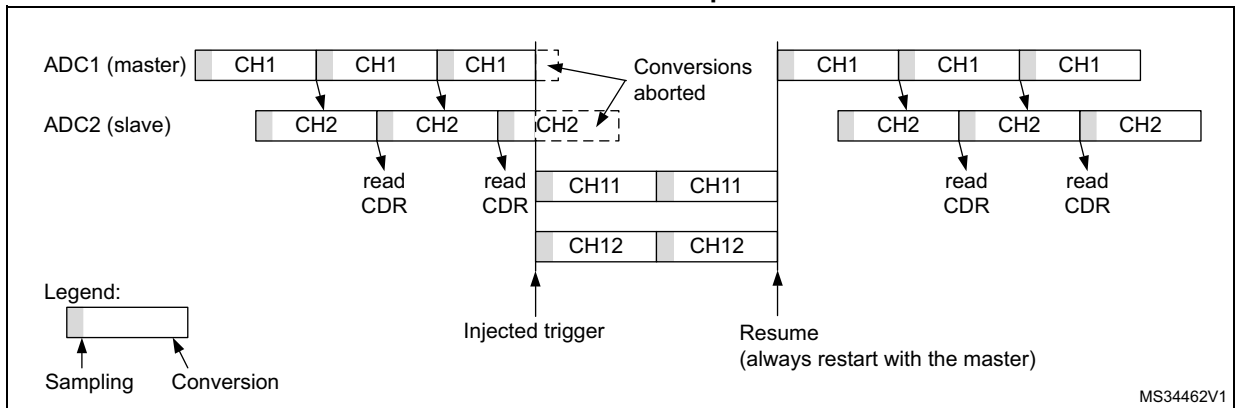 ADC1 (master) CH1 CH1 CH1 Conversions aborted CH1 CH1 CH1
ADC2 (slave) CH2 CH2 CH2 CH2 CH2 CH2
read CDR read CDR read CDR read CDR
CH11 CH11
CH12 CH12
Legend:
Sampling Conversion
Injected trigger
Resume
(always restart with the master)
MS34462V1